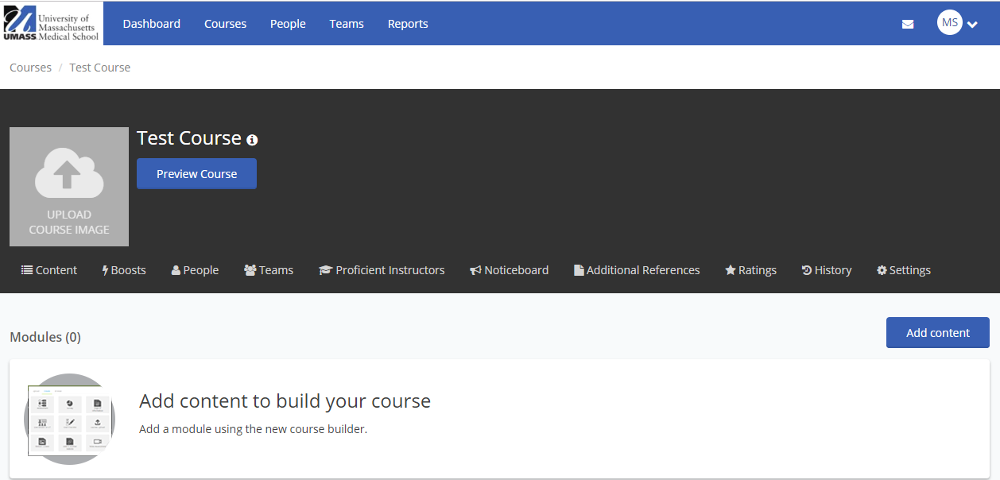 University of
Massachusetts
UMASS Medical School
Dashboard Courses People Teams Reports
MS
Courses / Test Course
Test Course
Preview Course
UPLOAD
COURSE IMAGE
Content Boosts People Teams Proficient Instructors Noticeboard Additional References Ratings History Settings
Modules (0)
Add content
Add content to build your course
Add a module using the new course builder.